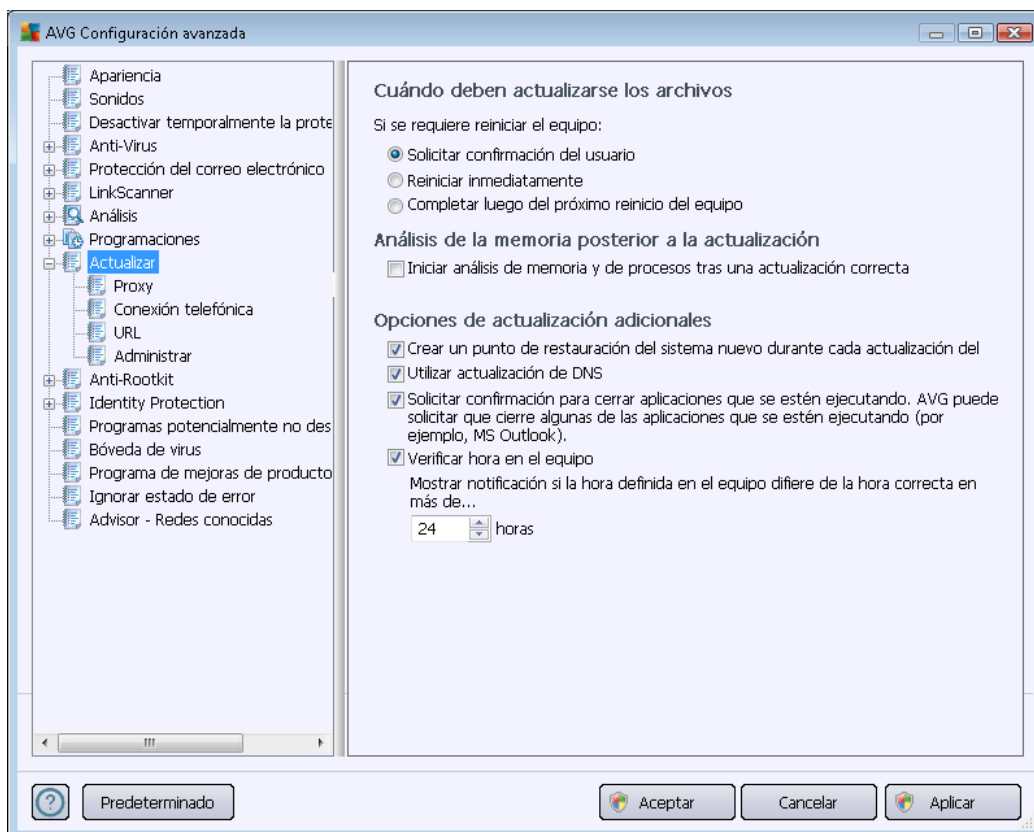 AVG Configuración avanzada
Apariencia
Sonidos
Desactivar temporalmente la prote
Anti-Virus
Protección del correo electrónico
LinkScanner
Análisis
Programaciones
Actualizar
Proxy
Conexión telefónica
URL
Administrar
Anti-Rootkit
Identity Protection
Programas potencialmente no des
Bóveda de virus
Programa de mejoras de producto
Ignorar estado de error
Advisor - Redes conocidas
Cuándo deben actualizarse los archivos
Si se requiere reiniciar el equipo:
Solicitar confirmación del usuario
Reiniciar inmediatamente
Completar luego del próximo reinicio del equipo
Análisis de la memoria posterior a la actualización
Iniciar análisis de memoria y de procesos tras una actualización correcta
Opciones de actualización adicionales
Crear un punto de restauración del sistema nuevo durante cada actualización del
Utilizar actualización de DNS
Solicitar confirmación para cerrar aplicaciones que se estén ejecutando. AVG puede
solicitar que cierre algunas de las aplicaciones que se estén ejecutando (por
ejemplo, MS Outlook).
Verificar hora en el equipo
Mostrar notificación si la hora definida en el equipo difiere de la hora correcta en
más de...
24 horas
Predeterminado
Aceptar
Cancelar
Aplicar